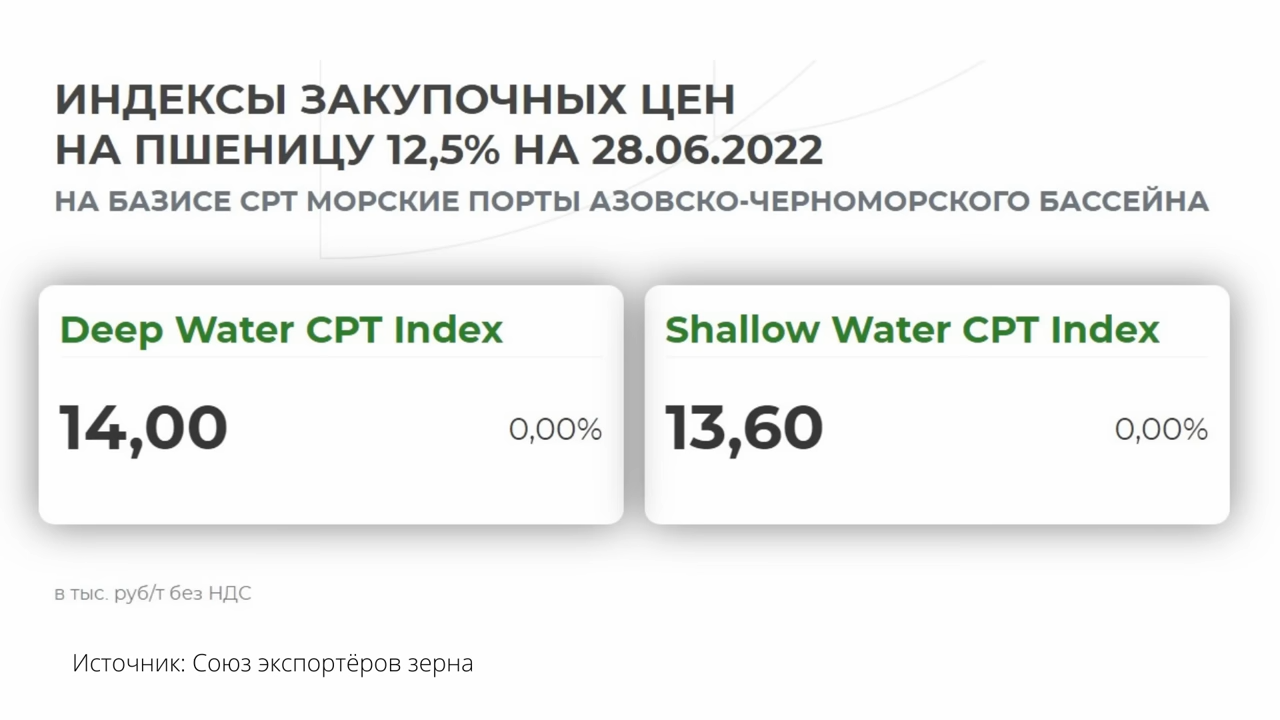 ИНДЕКСЫ ЗАКУПОЧНЫХ ЦЕН
НА ПШЕНИЦУ 12,5% НА 28.06.2022
НА БАЗИСЕ CPT МОРСКИЕ ПОРТЫ АЗОВСКО-ЧЕРНОМОРСКОГО БАССЕЙНА
Deep Water CPT Index
14,00 0,00%
Shallow Water CPT Index
13,60 0,00%
в тыс. руб/т без НДС
Источник: Союз экспортёров зерна